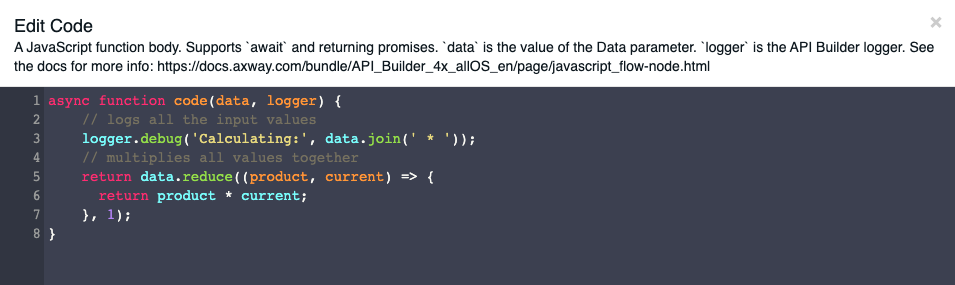 Edit Code
×
A JavaScript function body. Supports `await` and returning promises. `data` is the value of the Data parameter. `logger` is the API Builder logger. See
the docs for more info: https://docs.axway.com/bundle/API_Builder_4x_allOS_en/page/javascript_flow-node.html
1 async function code(data, logger) {
2     // logs all the input values
3     logger.debug('Calculating:', data.join(' * '));
4     // multiplies all values together
5     return data.reduce((product, current) => {
6       return product * current;
7     }, 1);
8 }